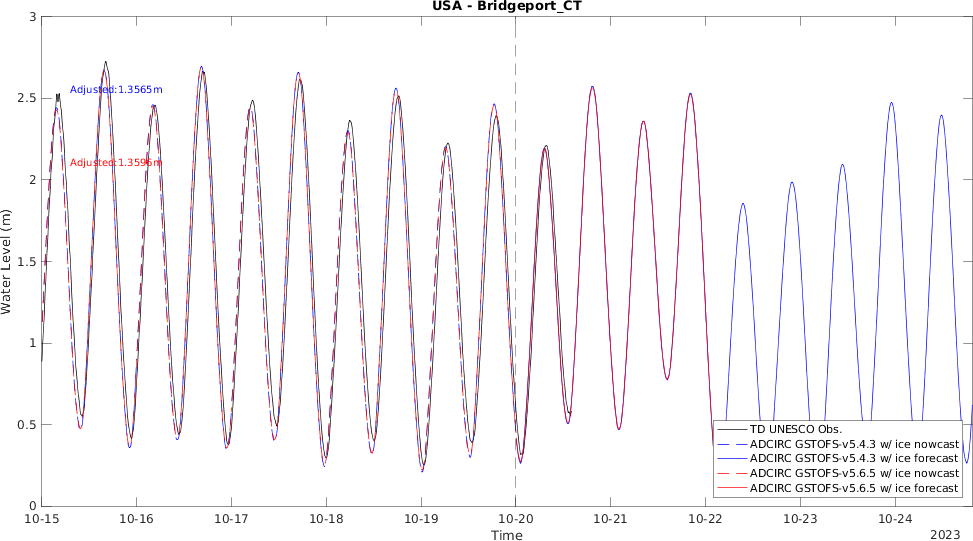 USA - Bridgeport_CT
3
2.5
2
1.5
1
0.5
0
Water Level (m)
Adjusted:1.3565m
Adjusted:1.3596m
TD UNESCO Obs.
ADCIRC GSTOFS-v5.4.3 w/ ice nowcast
ADCIRC GSTOFS-v5.4.3 w/ ice forecast
ADCIRC GSTOFS-v5.6.5 w/ ice nowcast
ADCIRC GSTOFS-v5.6.5 w/ ice forecast
10-15 10-16 10-17 10-18 10-19 10-20 10-21 10-22 10-23 10-24
Time
2023